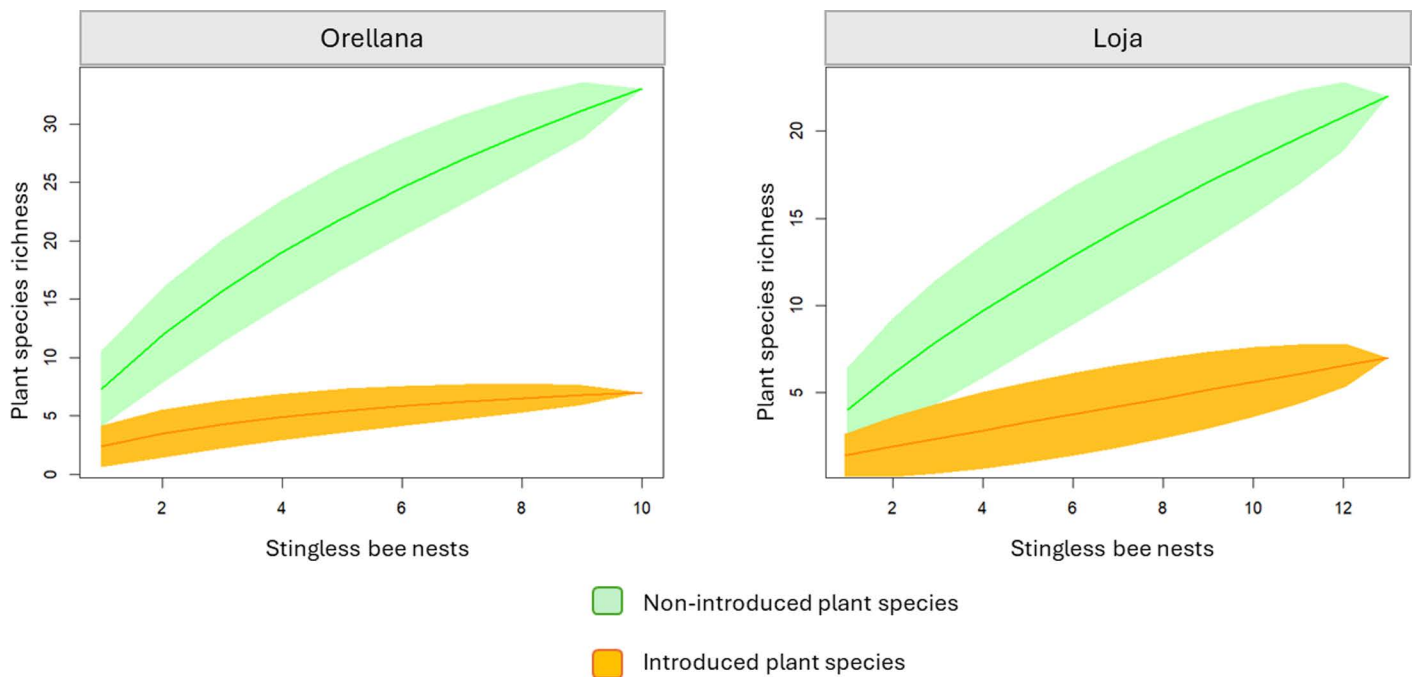 Orellana
Loja
Plant species richness
0
5
10
15
20
25
30
2
4
6
8
10
Stingless bee nests
Plant species richness
5
10
15
20
2
4
6
8
10
12
Stingless bee nests
Non-introduced plant species
Introduced plant species